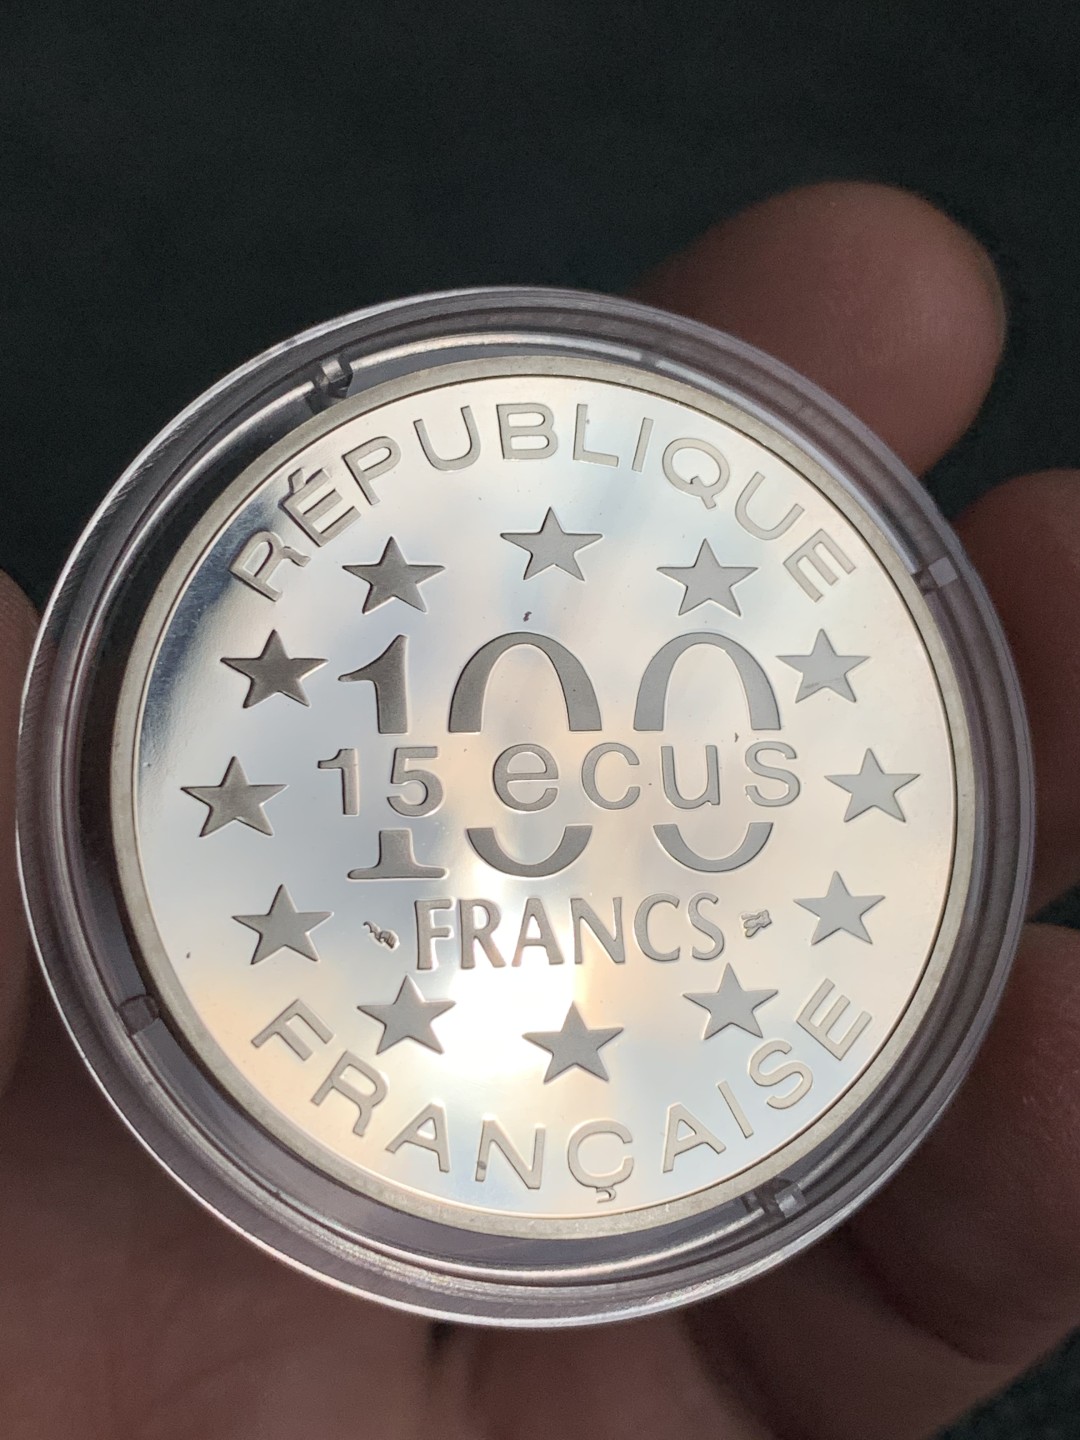 RÉPUBLIQUE
100
15 ecus
FRANCS
FRANÇAISE